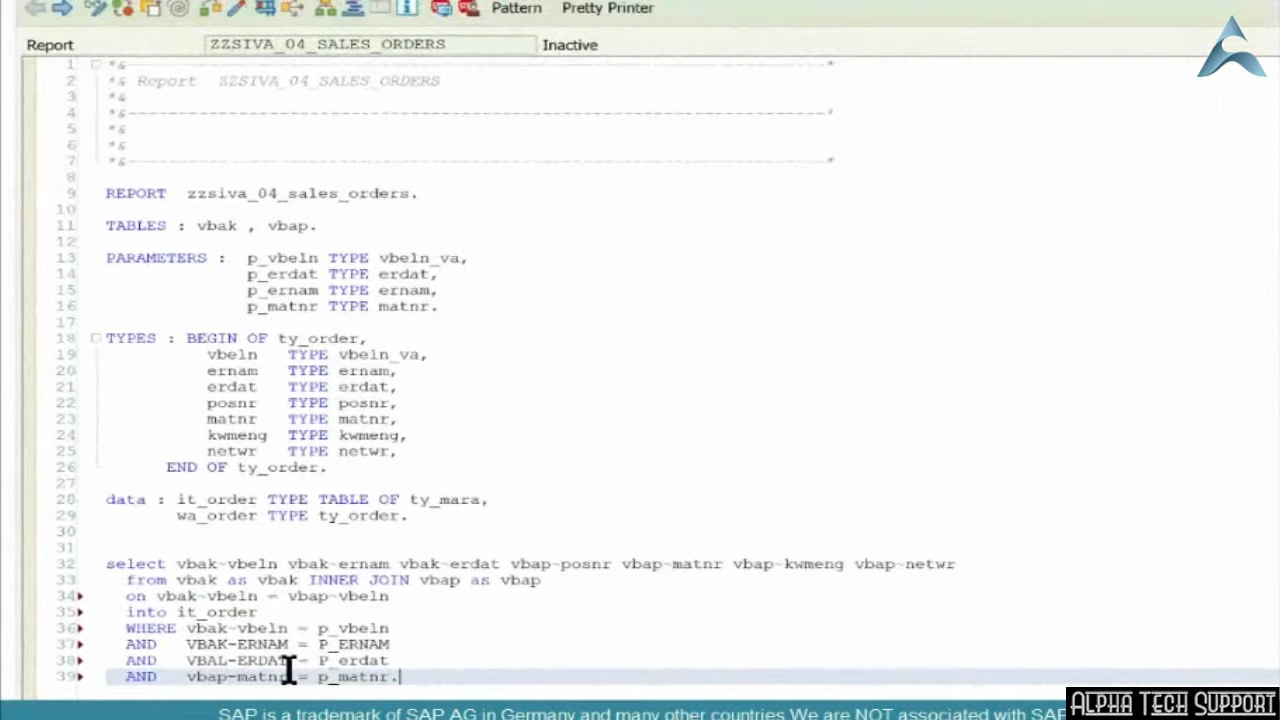 Pattern Pretty Printer
Report ZZSIVA_04_SALES_ORDERS Inactive
1 *&---------------------------------------------------------------------*
2 *& Report ZZSIVA_04_SALES_ORDERS
3 *&
4 *&---------------------------------------------------------------------*
5 *&
6 *&
7 *&---------------------------------------------------------------------*
8
9 REPORT zzsiva_04_sales_orders.
10
11 TABLES : vbak , vbap.
12
13 PARAMETERS : p_vbeln TYPE vbeln_va,
14 p_erdat TYPE erdat,
15 p_ernam TYPE ernam,
16 p_matnr TYPE matnr.
17
18 TYPES : BEGIN OF ty_order,
19 vbeln TYPE vbeln_va,
20 ernam TYPE ernam,
21 erdat TYPE erdat,
22 posnr TYPE posnr,
23 matnr TYPE matnr,
24 kwmeng TYPE kwmeng,
25 netwr TYPE netwr,
26 END OF ty_order.
27
28 data : it_order TYPE TABLE OF ty_mara,
29 wa_order TYPE ty_order.
30
31
32 select vbak~vbeln vbak~ernam vbak~erdat vbap~posnr vbap~matnr vbap~kwmeng vbap~netwr
33 from vbak as vbak INNER JOIN vbap as vbap
34 on vbak~vbeln = vbap~vbeln
35 into it_order
36 WHERE vbak~vbeln = p_vbeln
37 AND VBAK~ERNAM = P_ERNAM
38 AND VBAL~ERDAT = P_erdat
39 AND vbap~matnr = p_matnr.
SAP is a trademark of SAP AG in Germany and many other countries We are NOT associated with SAP
ALPHA TECH SUPPORT